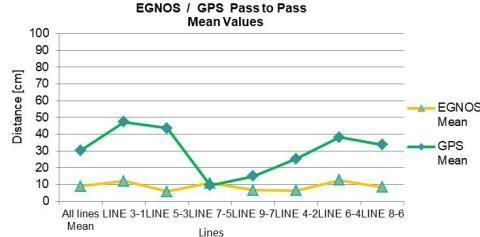 EGNOS / GPS Pass to Pass
Mean Values
100
90
80
70
60
50
40
30
20
10
0
Distance [cm]
All lines LINE 3-1 LINE 5-3 LINE 7-5 LINE 9-7 LINE 4-2 LINE 6-4 LINE 8-6
Mean
Lines
EGNOS
Mean
GPS
Mean